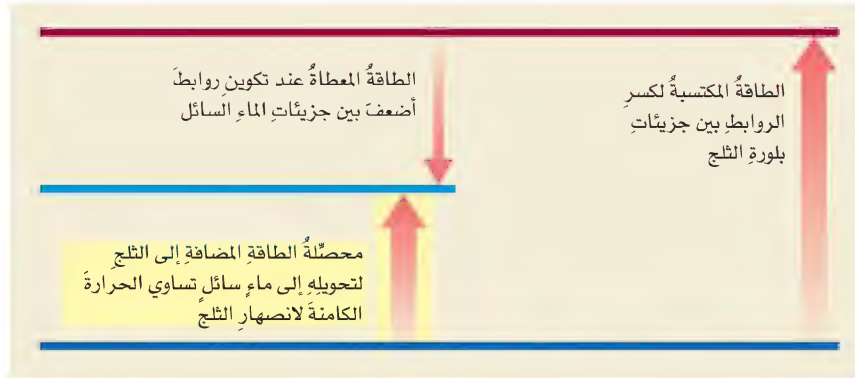 الطاقةُ المكتسبةُ لكسرِ
الروابطِ بين جزيئاتِ
بلورةِ الثلج
الطاقةُ المعطاةُ عند تكوينِ روابطَ
أضعفَ بين جزيئاتِ الماءِ السائل
محصِّلةُ الطاقةِ المضافةِ إلى الثلجِ
لتحويلِهِ إلى ماءٍ سائلٍ تساوي الحرارةَ
الكامنةَ لانصهارِ الثلجِ